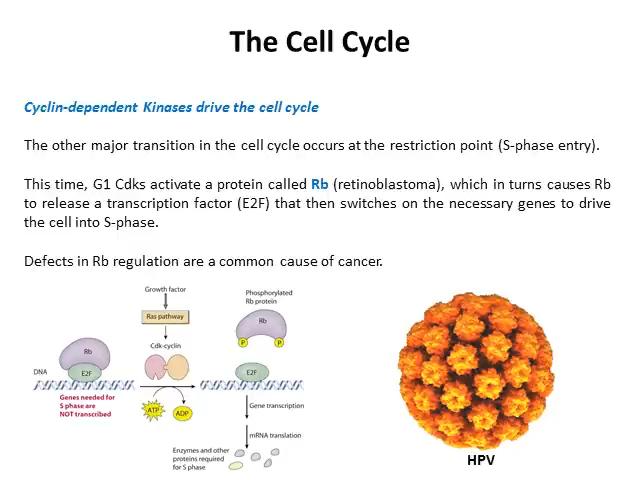 The Cell Cycle
Cyclin-dependent Kinases drive the cell cycle
The other major transition in the cell cycle occurs at the restriction point (S-phase entry).
This time, G1 Cdks activate a protein called Rb (retinoblastoma), which in turns causes Rb
to release a transcription factor (E2F) that then switches on the necessary genes to drive
the cell into S-phase.
Defects in Rb regulation are a common cause of cancer.
Growth factor
Ras pathway
Cdk-cyclin
Phosphorylated
Rb protein
Rb
P
P
Rb
E2F
E2F
DNA
Genes needed for
S phase are
NOT transcribed
ATP
ADP
Gene transcription
mRNA translation
Enzymes and other
proteins required
for S phase
HPV